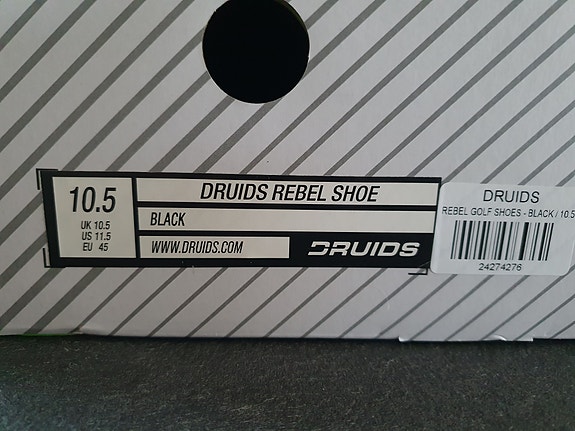 10.5
UK 10.5
US 11.5
EU 45
DRUIDS REBEL SHOE
BLACK
WWW.DRUIDS.COM
DRUIDS
DRUIDS
REBEL GOLF SHOES - BLACK / 10.5
24274276